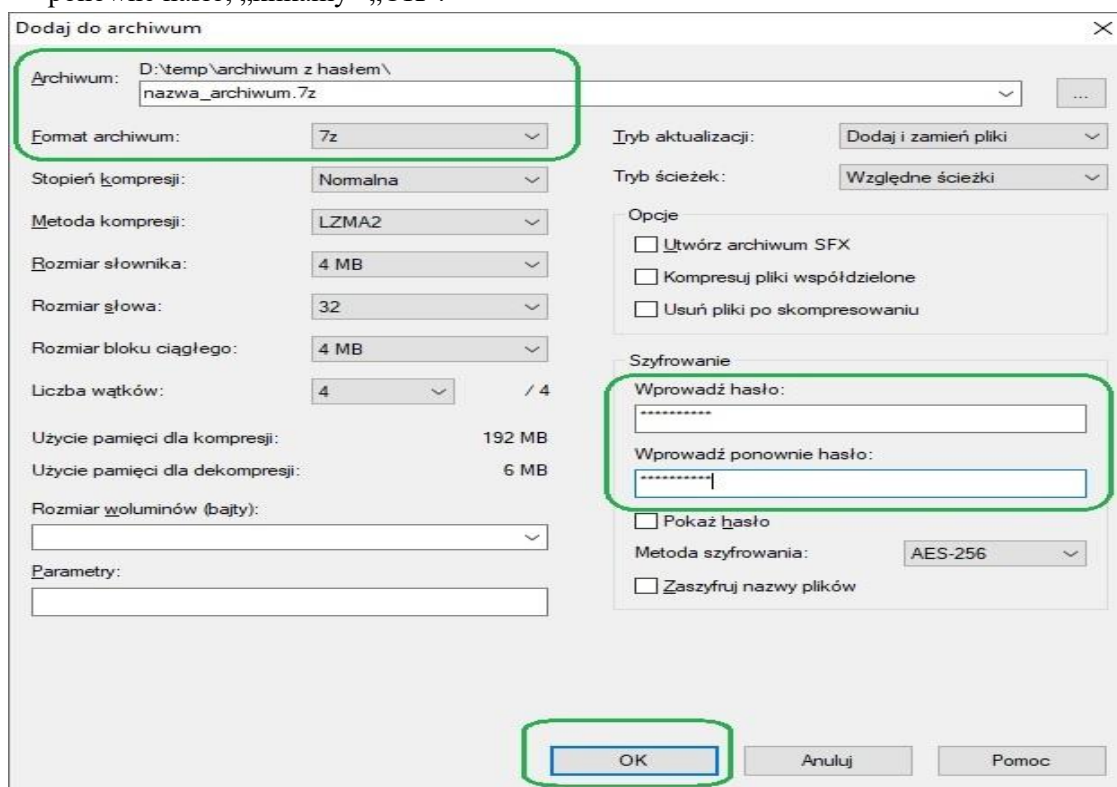 Dodaj do archiwum
Archiwum: D:\temp\archiwum z hasłem\
nazwa_archiwum.7z
...
Format archiwum: 7z
Stopień kompresji: Normalna
Metoda kompresji: LZMA2
Rozmiar słownika: 4 MB
Rozmiar słowa: 32
Rozmiar bloku ciągłego: 4 MB
Liczba wątków: 4 / 4
Użycie pamięci dla kompresji: 192 MB
Użycie pamięci dla dekompresji: 6 MB
Rozmiar woluminów (bajty):
Parametry:
Tryb aktualizacji: Dodaj i zamień pliki
Tryb ścieżek: Względne ścieżki
Opcje
Utwórz archiwum SFX
Kompresuj pliki współdzielone
Usuń pliki po skompresowaniu
Szyfrowanie
Wprowadź hasło:
**********
Wprowadź ponownie hasło:
**********
Pokaż hasło
Metoda szyfrowania: AES-256
Zaszyfruj nazwy plików
OK Anuluj Pomoc